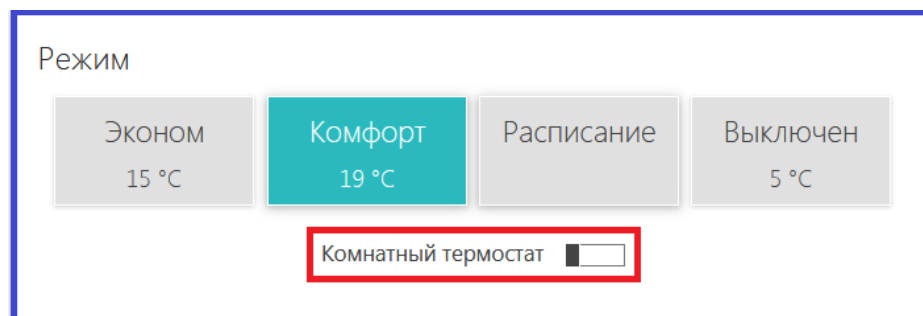 Режим
Эконом
15 °C
Комфорт
19 °C
Расписание
Выключен
5 °C
Комнатный термостат